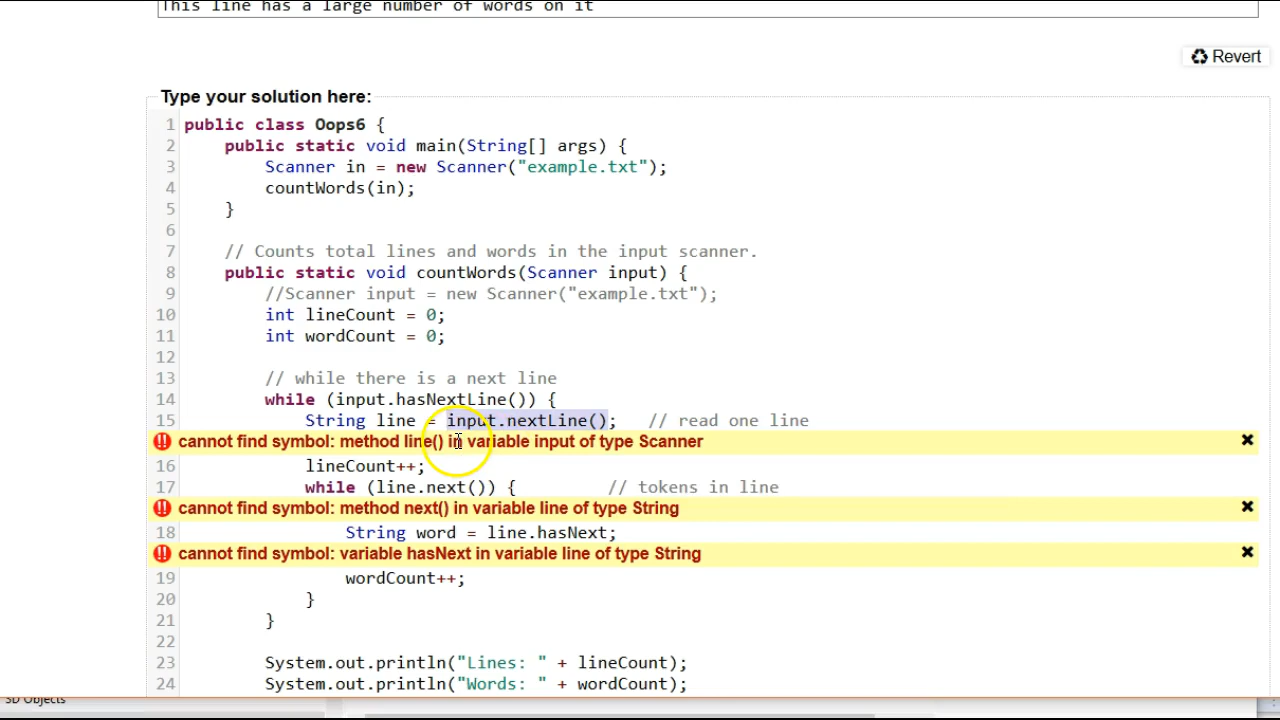 This line has a large number of words on it
Revert
Type your solution here:
1 public class Oops6 {
2 public static void main(String[] args) {
3 Scanner in = new Scanner("example.txt");
4 countWords(in);
5 }
6
7 // Counts total lines and words in the input scanner.
8 public static void countWords(Scanner input) {
9 //Scanner input = new Scanner("example.txt");
10 int lineCount = 0;
11 int wordCount = 0;
12
13 // while there is a next line
14 while (input.hasNextLine()) {
15 String line = input.nextLine(); // read one line
cannot find symbol: method line() in variable input of type Scanner
16 lineCount++;
17 while (line.next()) { // tokens in line
cannot find symbol: method next() in variable line of type String
18 String word = line.hasNext;
cannot find symbol: variable hasNext in variable line of type String
19 wordCount++;
20 }
21 }
22
23 System.out.println("Lines: " + lineCount);
24 System.out.println("Words: " + wordCount);
3D Objects